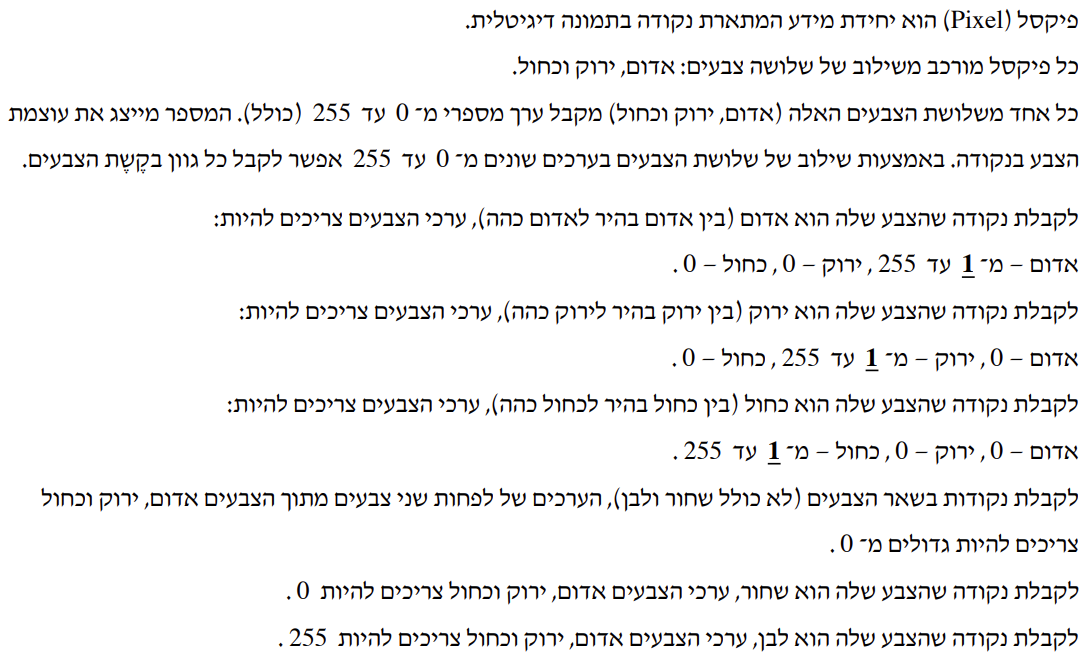 פיקסל (Pixel) הוא יחידת מידע המתארת נקודה בתמונה דיגיטלית.
כל פיקסל מורכב משילוב של שלושה צבעים: אדום, ירוק וכחול.
כל אחד משלושת הצבעים האלה (אדום, ירוק וכחול) מקבל ערך מספרי מ־ 0 עד 255 (כולל). המספר מייצג את עוצמת
הצבע בנקודה. באמצעות שילוב של שלושת הצבעים בערכים שונים מ־ 0 עד 255 אפשר לקבל כל גוון בקֶשֶת הצבעים.
לקבלת נקודה שהצבע שלה הוא אדום (בין אדום בהיר לאדום כהה), ערכי הצבעים צריכים להיות:
אדום – מ־ 1 עד 255 , ירוק – 0 , כחול – 0 .
לקבלת נקודה שהצבע שלה הוא ירוק (בין ירוק בהיר לירוק כהה), ערכי הצבעים צריכים להיות:
אדום – 0 , ירוק – מ־ 1 עד 255 , כחול – 0 .
לקבלת נקודה שהצבע שלה הוא כחול (בין כחול בהיר לכחול כהה), ערכי הצבעים צריכים להיות:
אדום – 0 , ירוק – 0 , כחול – מ־ 1 עד 255 .
לקבלת נקודות בשאר הצבעים (לא כולל שחור ולבן), הערכים של לפחות שני צבעים מתוך הצבעים אדום, ירוק וכחול
צריכים להיות גדולים מ־ 0 .
לקבלת נקודה שהצבע שלה הוא שחור, ערכי הצבעים אדום, ירוק וכחול צריכים להיות 0 .
לקבלת נקודה שהצבע שלה הוא לבן, ערכי הצבעים אדום, ירוק וכחול צריכים להיות 255 .